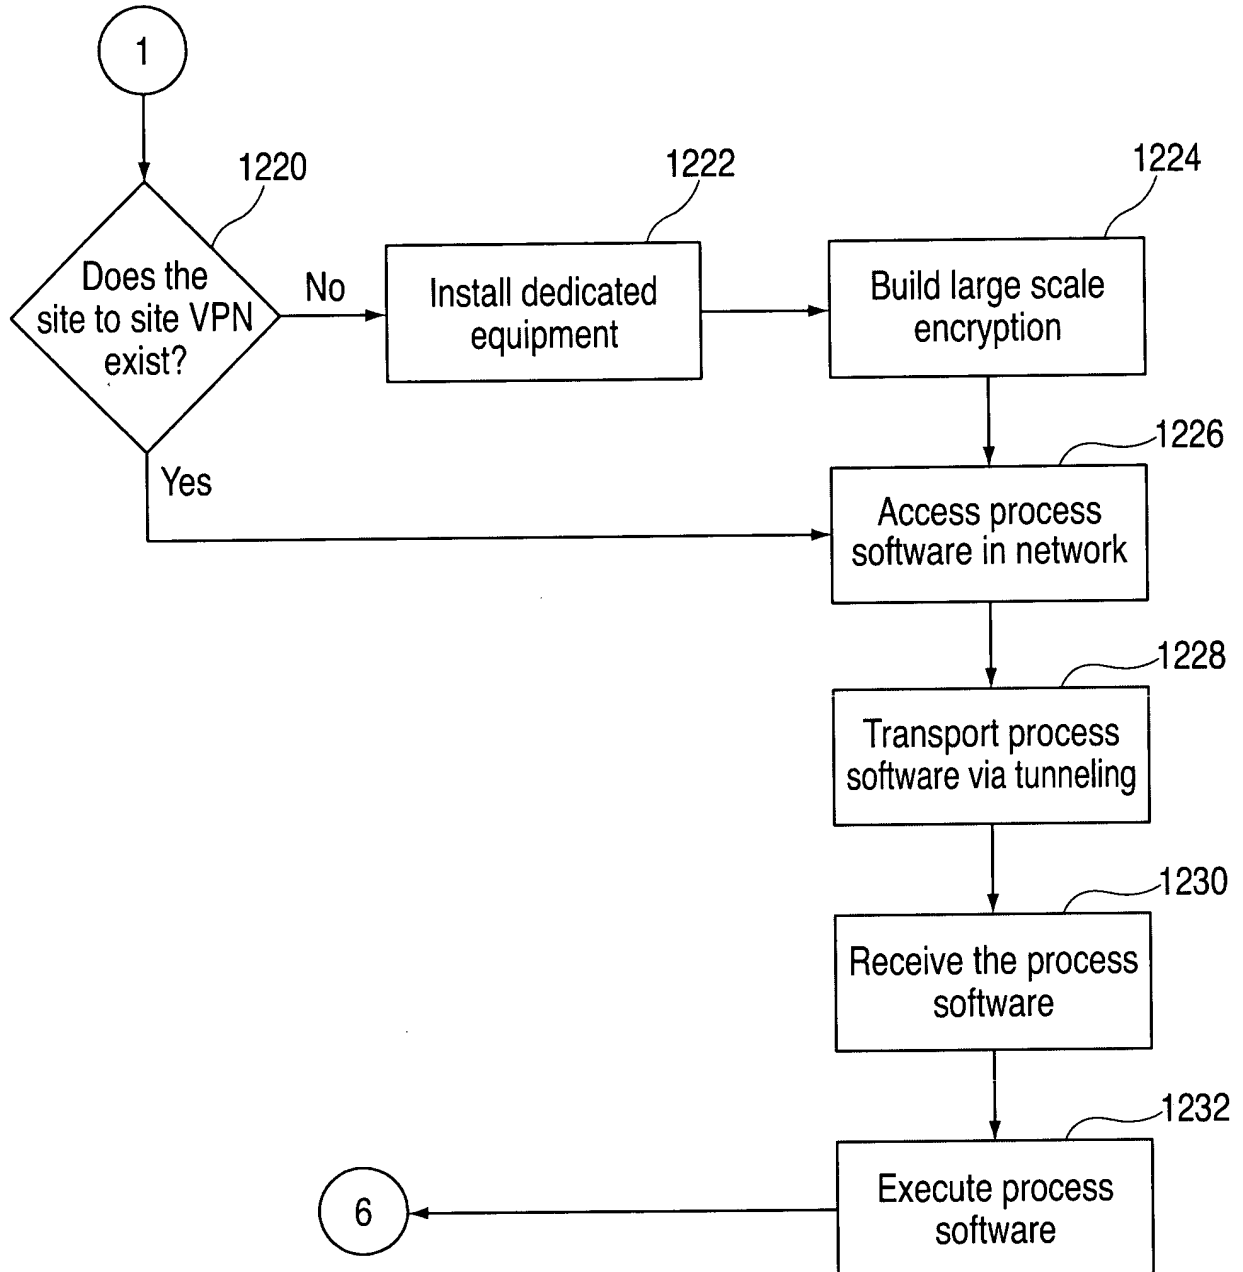 1
1220
Does the
site to site VPN
exist?
No
Yes
1222
Install dedicated
equipment
1224
Build large scale
encryption
1226
Access process
software in network
1228
Transport process
software via tunneling
1230
Receive the process
software
1232
Execute process
software
6